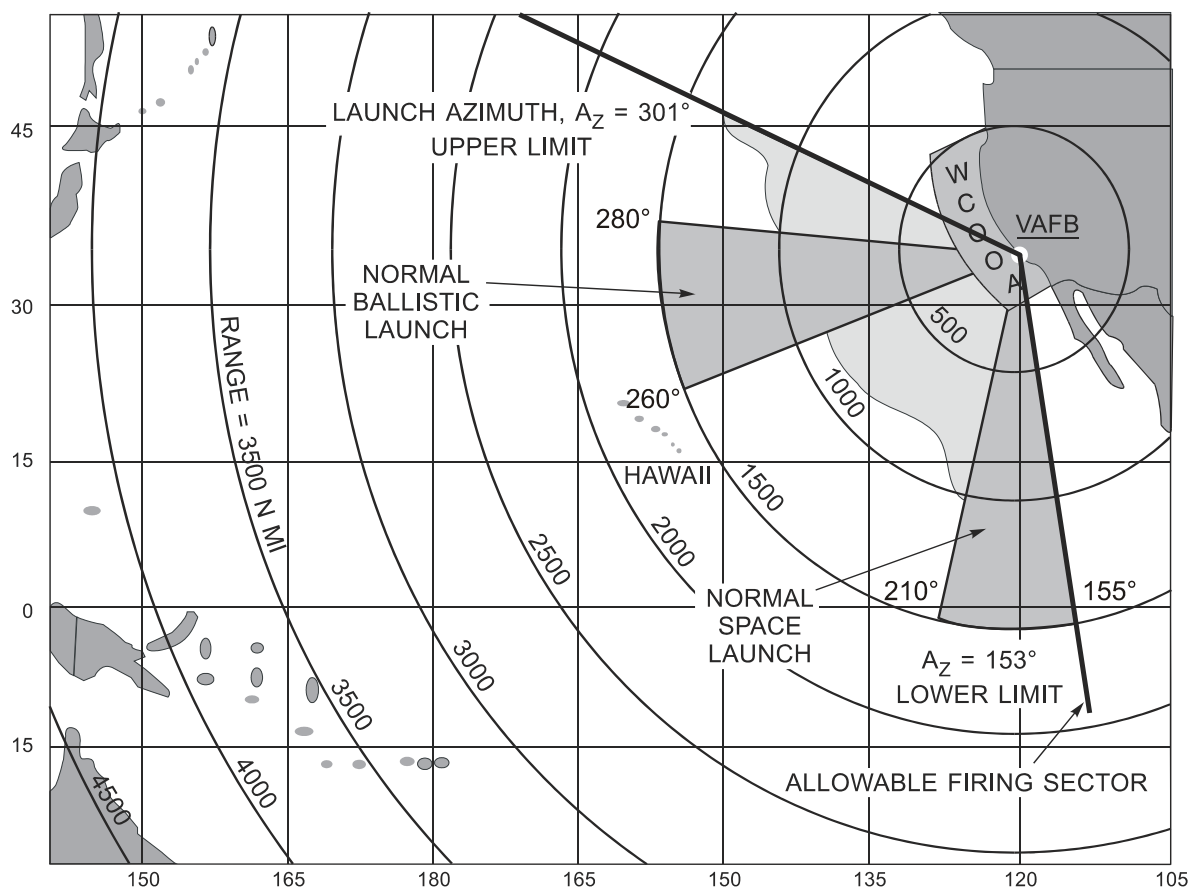 45
30
15
0
15
150
165
180
165
150
135
120
105
LAUNCH AZIMUTH, AZ = 301°
UPPER LIMIT
W
C
O
O
A
VAFB
280°
NORMAL
BALLISTIC
LAUNCH
260°
HAWAII
RANGE = 3500 N MI
500
1000
1500
2000
2500
3000
3500
4000
4500
210°
155°
NORMAL
SPACE
LAUNCH
AZ = 153°
LOWER LIMIT
ALLOWABLE FIRING SECTOR